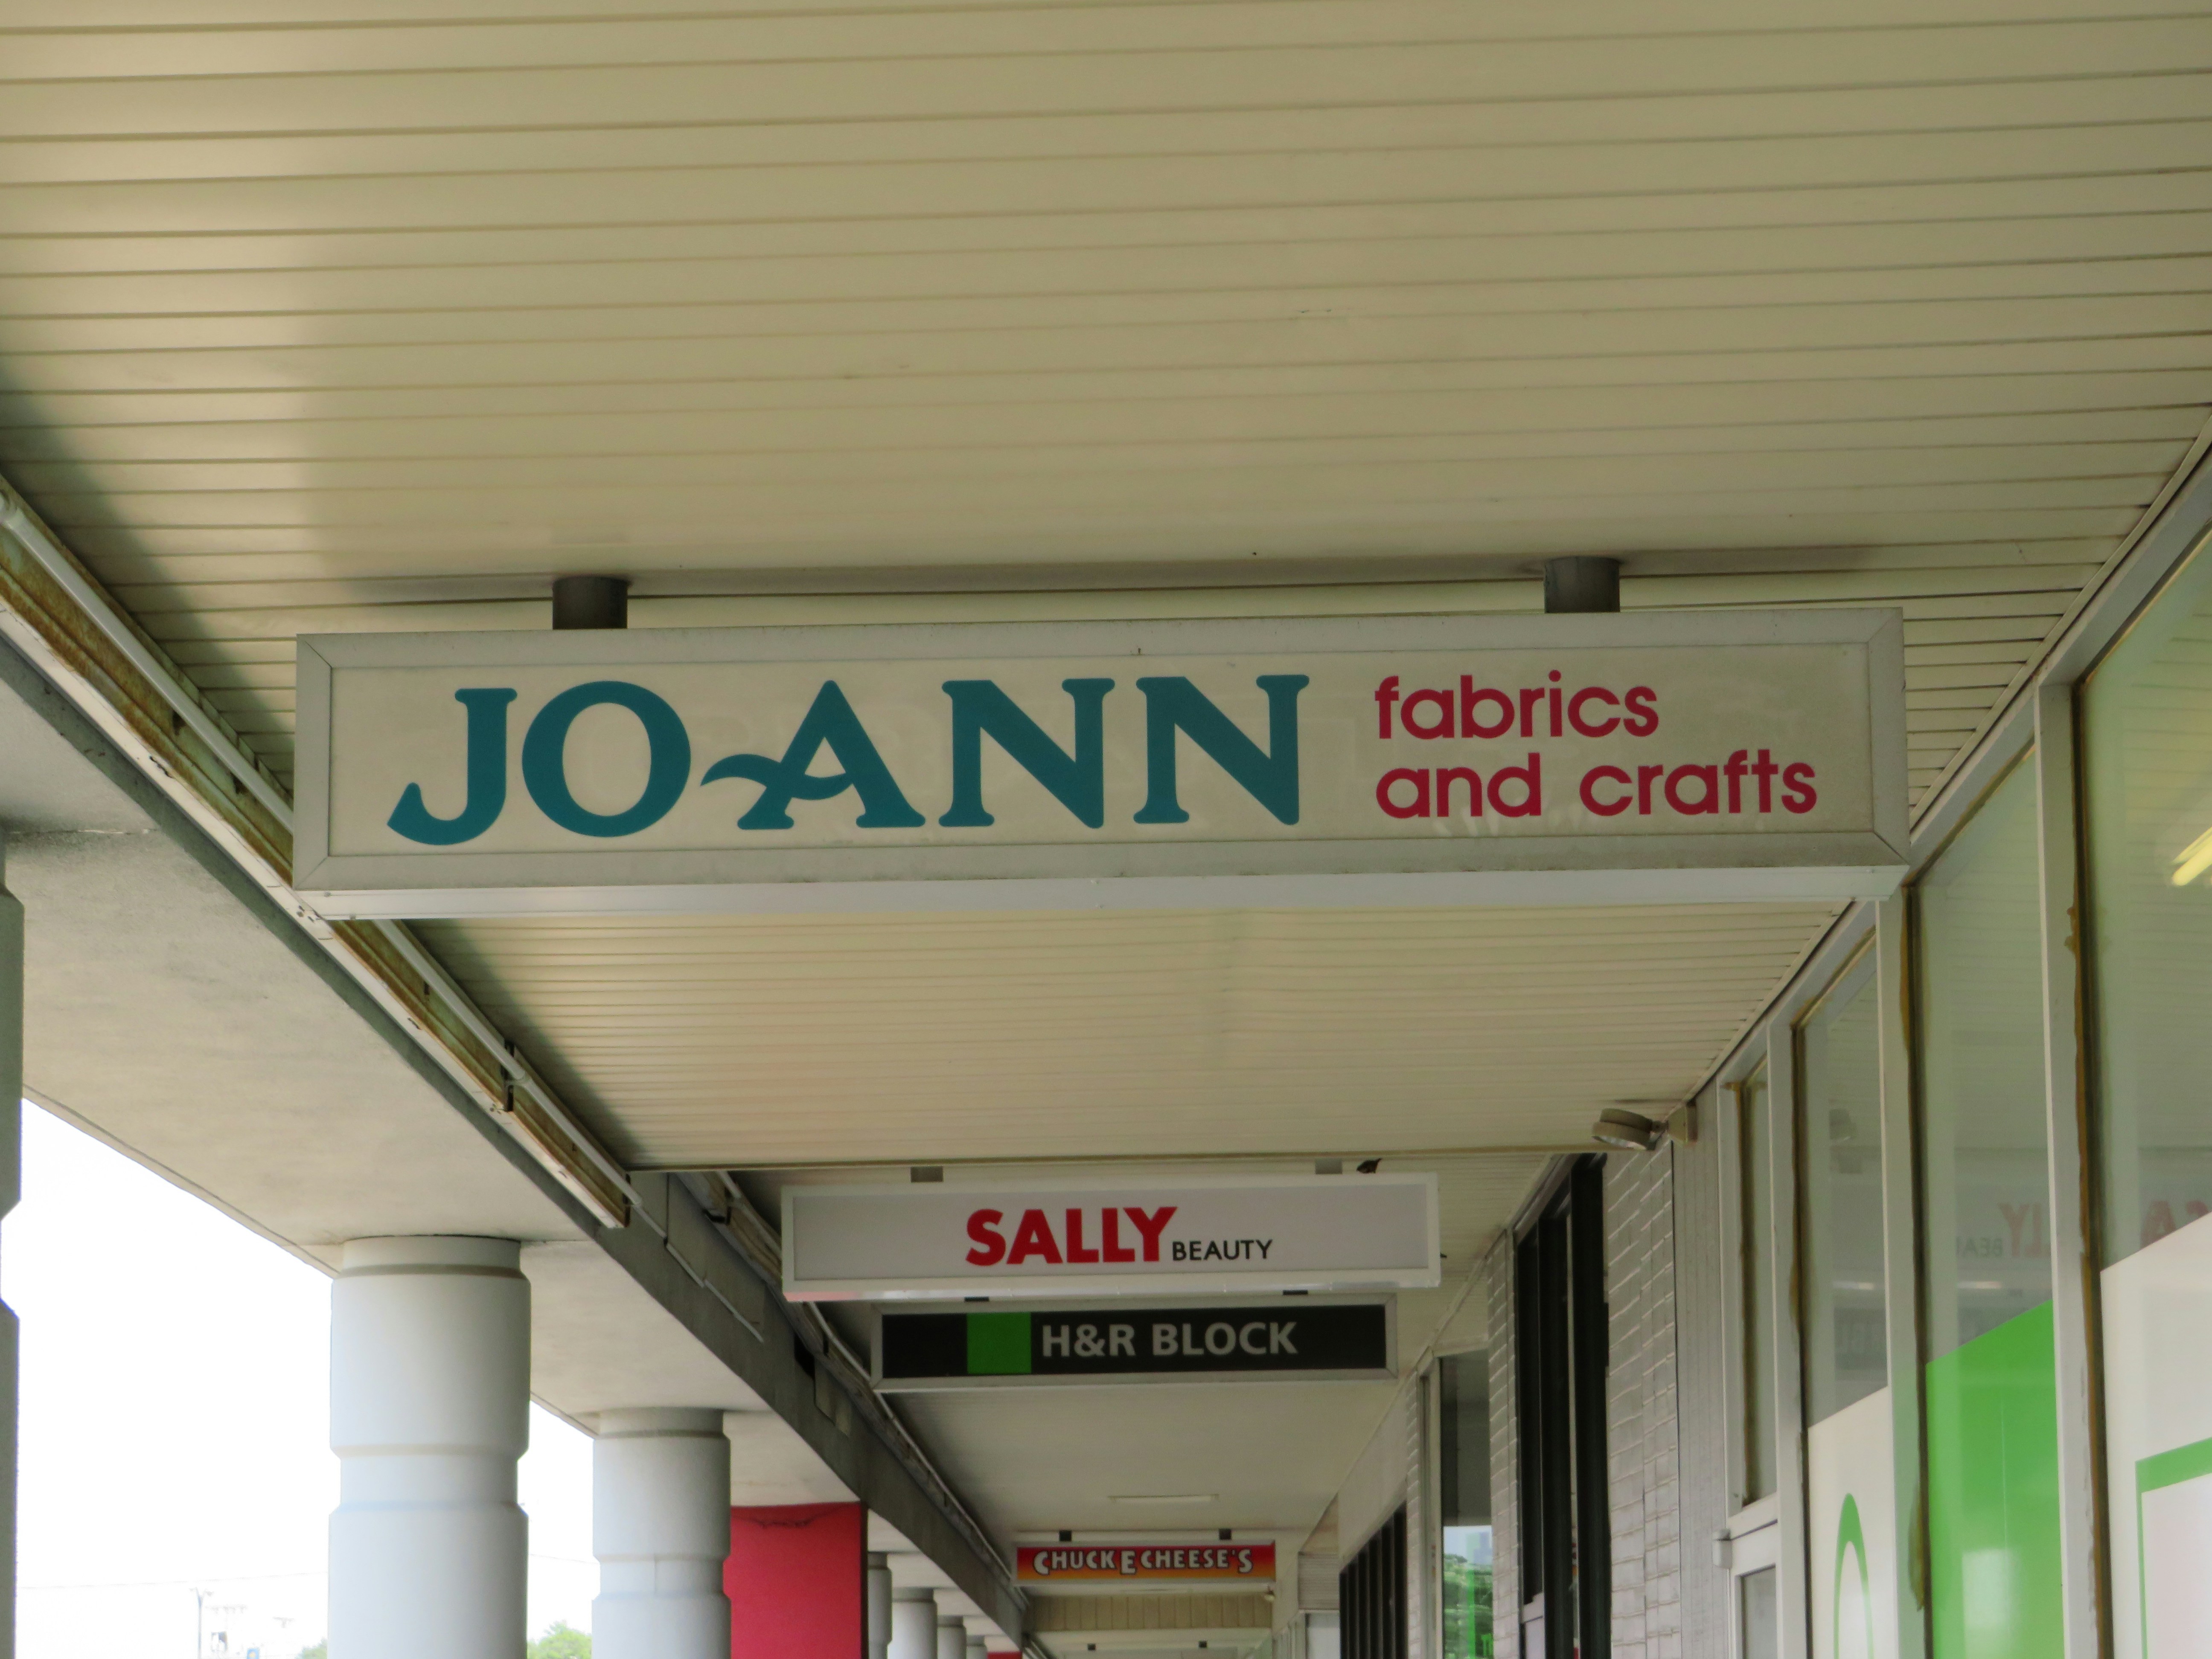 JO-ANN fabrics
and crafts
SALLY BEAUTY
H&R BLOCK
CHUCK E CHEESE'S